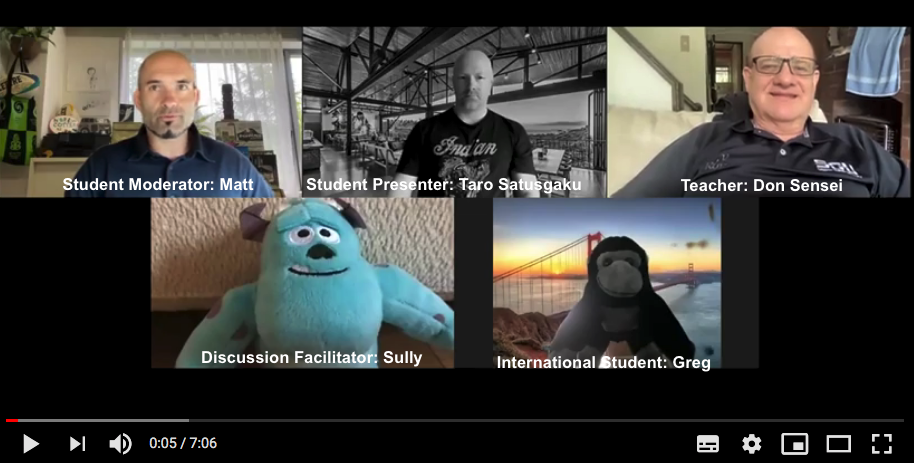 Student Moderator: Matt
Indian
Student Presenter: Taro Satusgaku
Teacher: Don Sensei
Discussion Facilitator: Sully
International Student: Greg
0:05 / 7:06